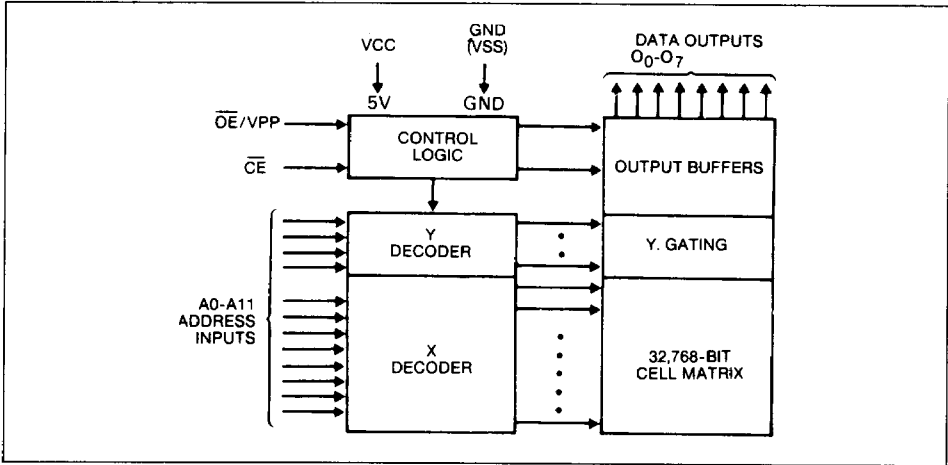 VCC
GND
(VSS)
DATA OUTPUTS
O0-O7
5V
GND
OE/VPP
CE
CONTROL
LOGIC
OUTPUT BUFFERS
Y
DECODER
Y. GATING
A0-A11
ADDRESS
INPUTS
X
DECODER
32,768-BIT
CELL MATRIX